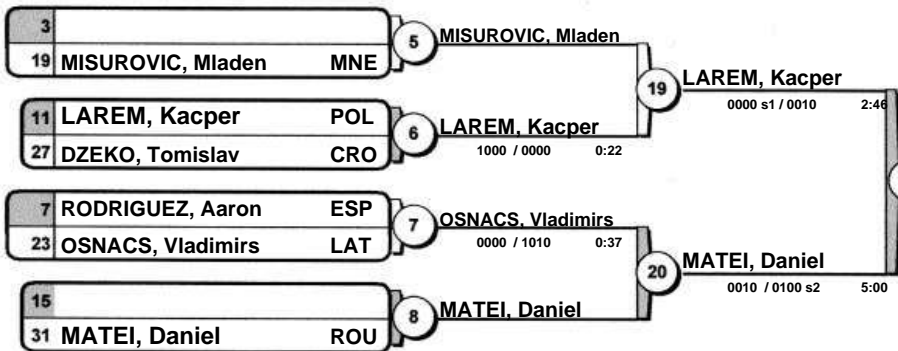 3
19 MISUROVIC, Mladen MNE
5
MISUROVIC, Mladen
11 LAREM, Kacper POL
27 DZEKO, Tomislav CRO
6
LAREM, Kacper
1000 / 0000 0:22
19
LAREM, Kacper
0000 s1 / 0010 2:46
7 RODRIGUEZ, Aaron ESP
23 OSNACS, Vladimirs LAT
7
OSNACS, Vladimirs
0000 / 1010 0:37
15
31 MATEI, Daniel ROU
8
MATEI, Daniel
20
MATEI, Daniel
0010 / 0100 s2 5:00